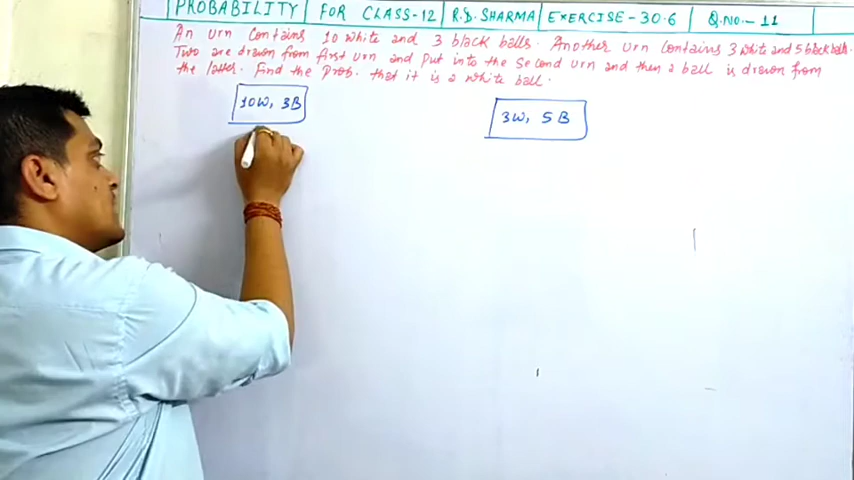 PROBABILITY FOR CLASS-12 R.D. SHARMA EXERCISE-30.6 Q.NO.- 11
An urn contains 10 white and 3 black balls. Another urn contains 3 white and 5 black balls.
Two are drawn from first urn and put into the second urn and then a ball is drawn from
the latter. Find the Prob. that it is a white ball.
10W, 3B
3W, 5B